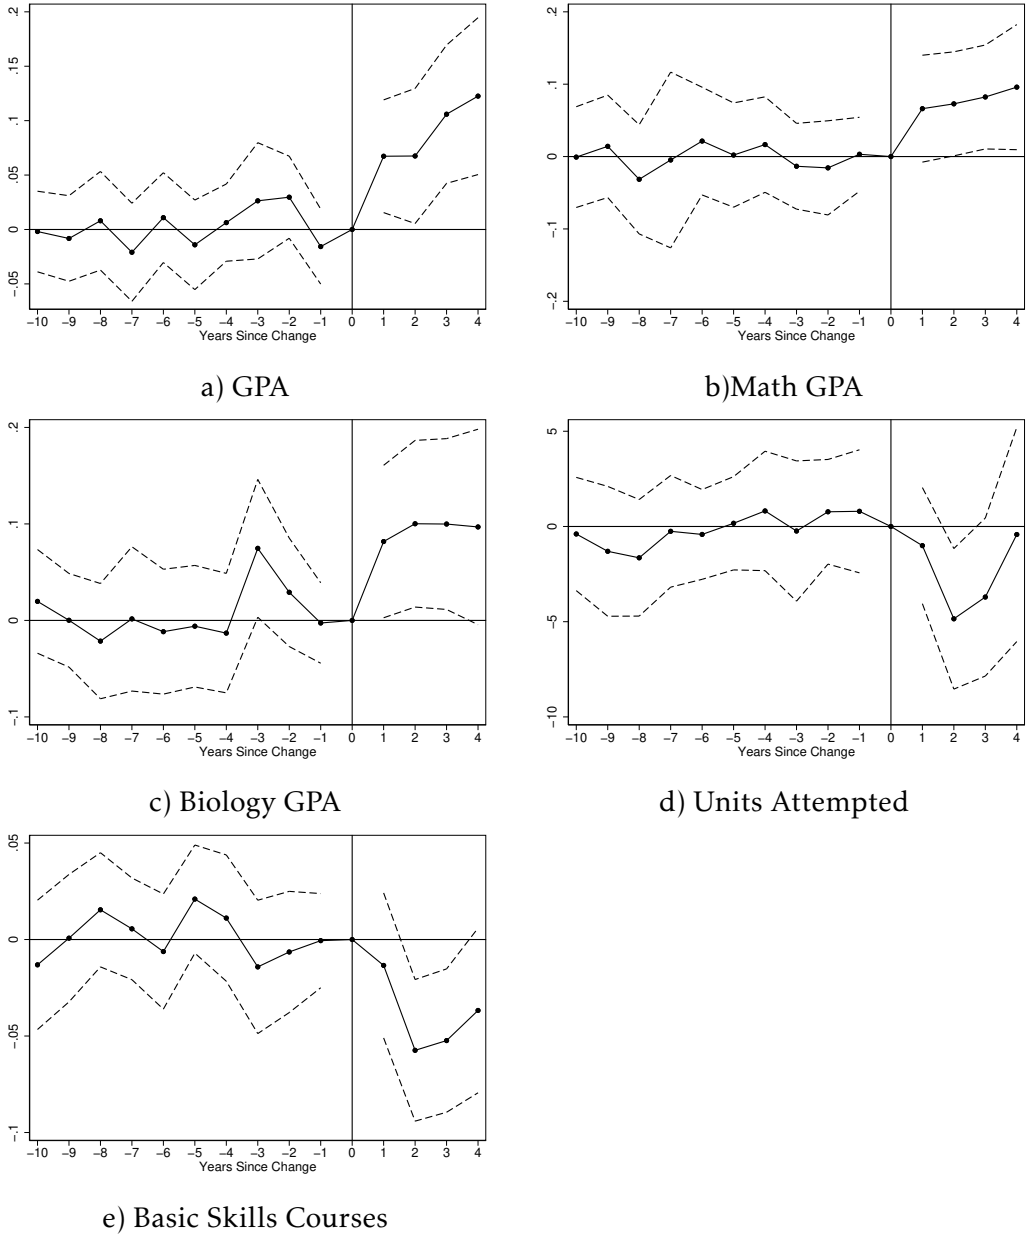 .2
.15
.1
.05
0
-.05
-10 -9 -8 -7 -6 -5 -4 -3 -2 -1 0 1 2 3 4
Years Since Change
a) GPA
.2
.1
0
-.1
-.2
-10 -9 -8 -7 -6 -5 -4 -3 -2 -1 0 1 2 3 4
Years Since Change
b)Math GPA
.2
.1
0
-.1
-10 -9 -8 -7 -6 -5 -4 -3 -2 -1 0 1 2 3 4
Years Since Change
c) Biology GPA
5
0
-5
-10
-10 -9 -8 -7 -6 -5 -4 -3 -2 -1 0 1 2 3 4
Years Since Change
d) Units Attempted
.05
0
-.05
-.1
-10 -9 -8 -7 -6 -5 -4 -3 -2 -1 0 1 2 3 4
Years Since Change
e) Basic Skills Courses